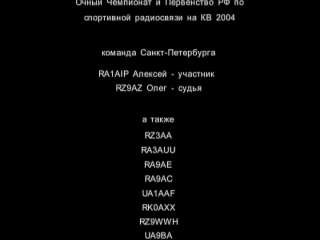 Очный Чемпионат и Первенство РФ по
спортивной радиосвязи на КВ 2004
команда Санкт-Петербурга
RA1AIP Алексей - участник
RZ9AZ Олег - судья
а также
RZ3AA
RA3AUU
RA9AE
RA9AC
UA1AAF
RK0AXX
RZ9WWH
UA9BA